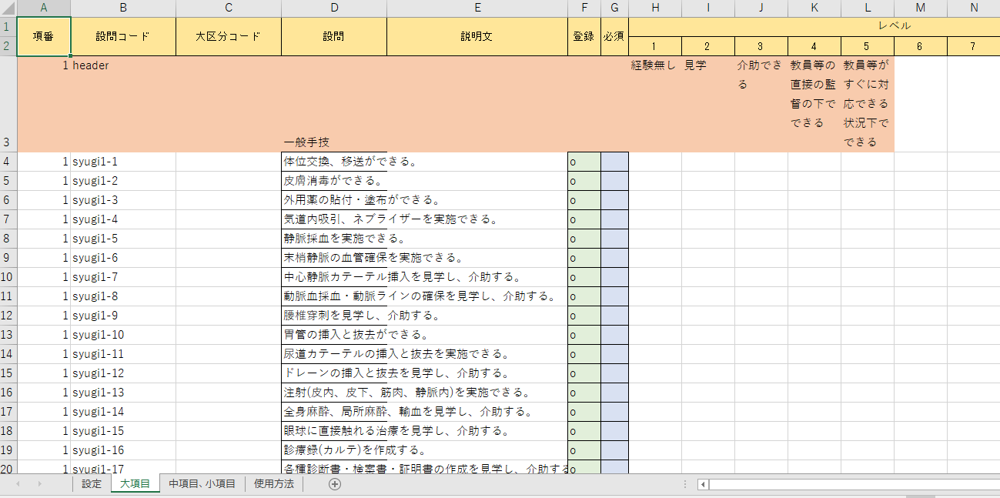 A B C D E F G H I J K L M N
1 項番 設問コード 大区分コード 設問 説明文 登録 必須 レベル
2 1 2 3 4 5 6 7
3 1 header 一般手技 経験無し 見学 介助できる 教員等の直接の監督の下でできる 教員等がすぐに対応できる状況下でできる
4 1 syugi1-1 体位交換、移送ができる。 o
5 1 syugi1-2 皮膚消毒ができる。 o
6 1 syugi1-3 外用薬の貼付・塗布ができる。 o
7 1 syugi1-4 気道内吸引、ネブライザーを実施できる。 o
8 1 syugi1-5 静脈採血を実施できる。 o
9 1 syugi1-6 末梢静脈の血管確保を実施できる。 o
10 1 syugi1-7 中心静脈カテーテル挿入を見学し、介助する。 o
11 1 syugi1-8 動脈血採血・動脈ラインの確保を見学し、介助する。 o
12 1 syugi1-9 腰椎穿刺を見学し、介助する。 o
13 1 syugi1-10 胃管の挿入と抜去ができる。 o
14 1 syugi1-11 尿道カテーテルの挿入と抜去を実施できる。 o
15 1 syugi1-12 ドレーンの挿入と抜去を見学し、介助する。 o
16 1 syugi1-13 注射(皮内、皮下、筋肉、静脈内)を実施できる。 o
17 1 syugi1-14 全身麻酔、局所麻酔、輸血を見学し、介助する。 o
18 1 syugi1-15 眼球に直接触れる治療を見学し、介助する。 o
19 1 syugi1-16 診療録(カルテ)を作成する。 o
20 1 syugi1-17 各種診断書・検案書・証明書の作成を見学し、介助する o
設定 大項目 中項目、小項目 使用方法